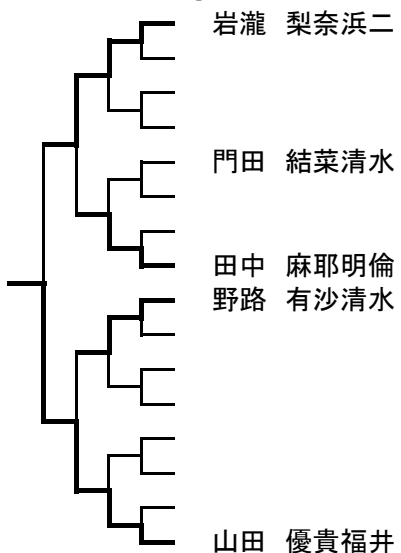 岩瀧 梨奈浜二
門田 結菜清水
田中 麻耶明倫
野路 有沙清水
山田 優貴福井